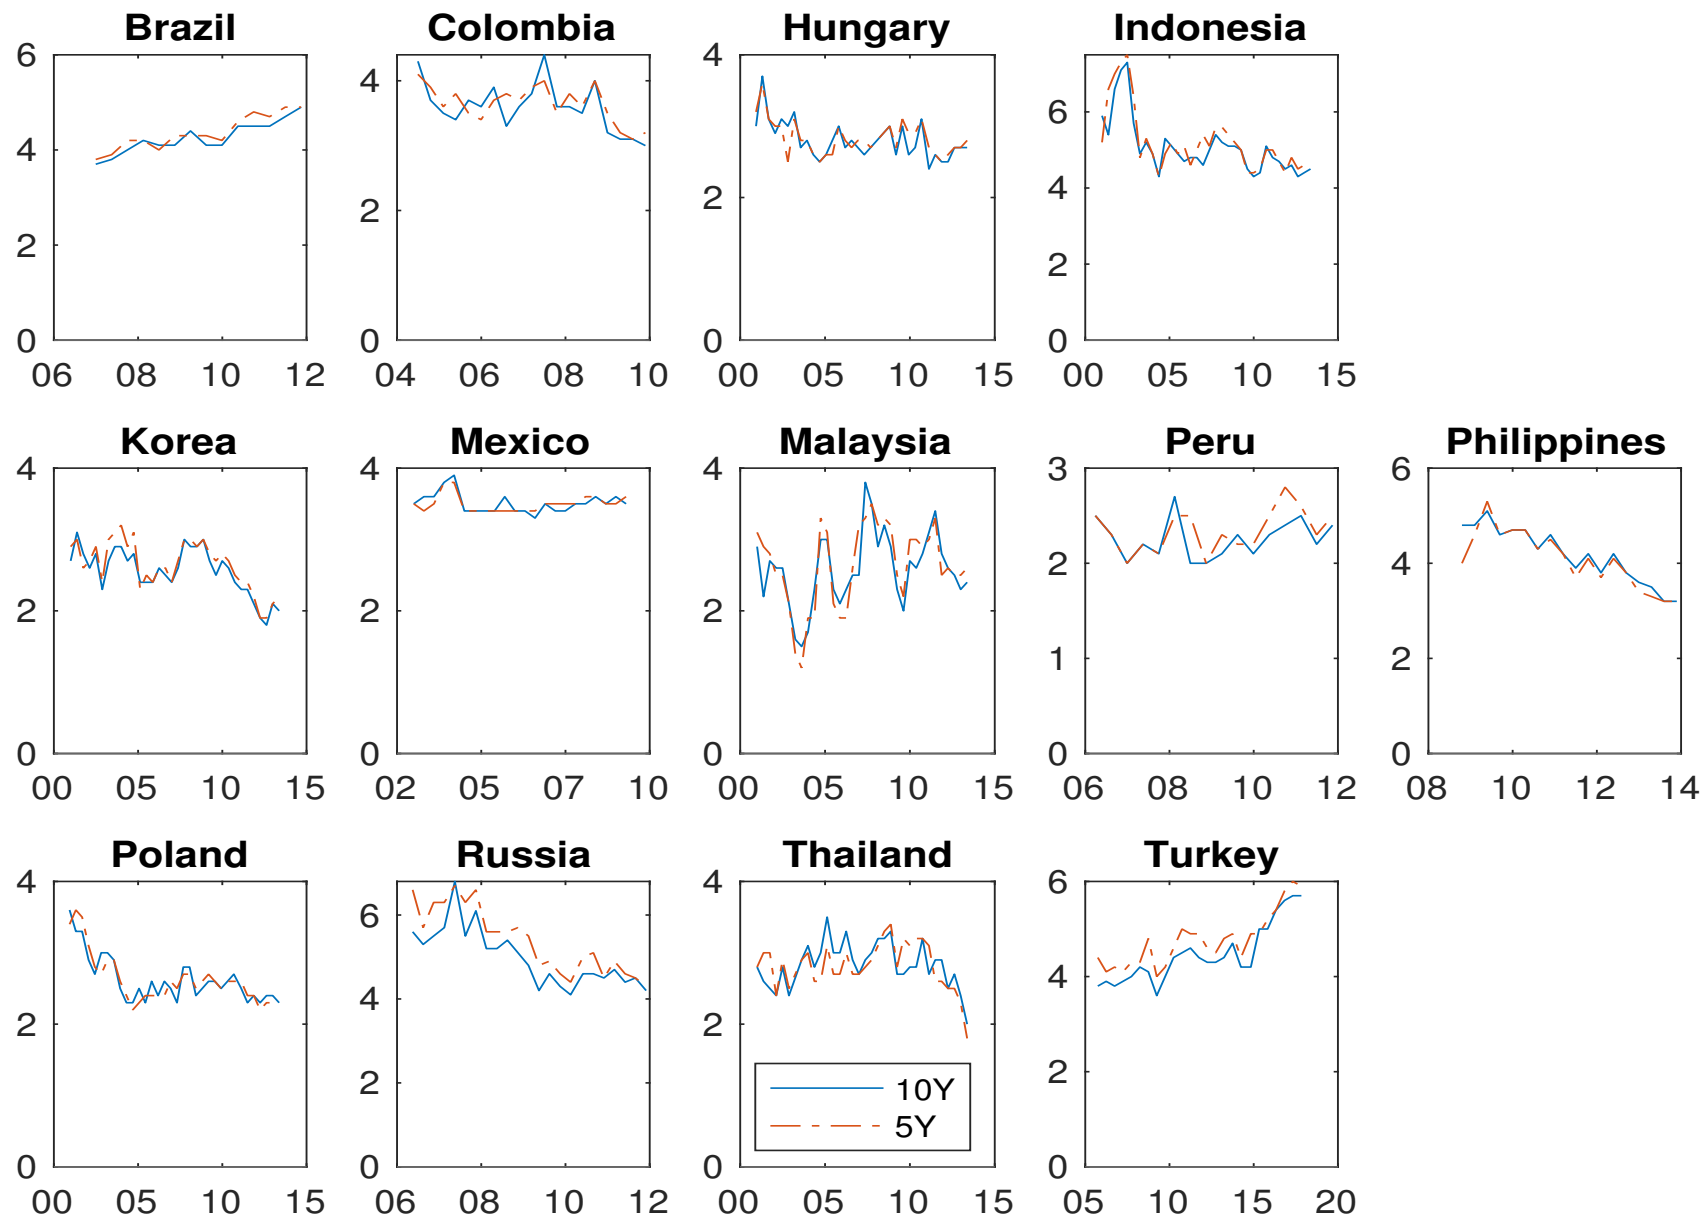 Brazil Colombia Hungary Indonesia
6 4 2 0 4 2 0 4 2 0 6 4 2 0
06 08 10 12 04 06 08 10 00 05 10 15 00 05 10 15
Korea Mexico Malaysia Peru Philippines
4 2 0 4 2 0 4 2 0 3 2 1 0 6 4 2 0
00 05 10 15 02 05 07 10 00 05 10 15 06 08 10 12 08 10 12 14
Poland Russia Thailand Turkey
4 2 0 6 4 2 0 4 2 0 6 4 2 0
10Y
5Y
00 05 10 15 06 08 10 12 00 05 10 15 05 10 15 20